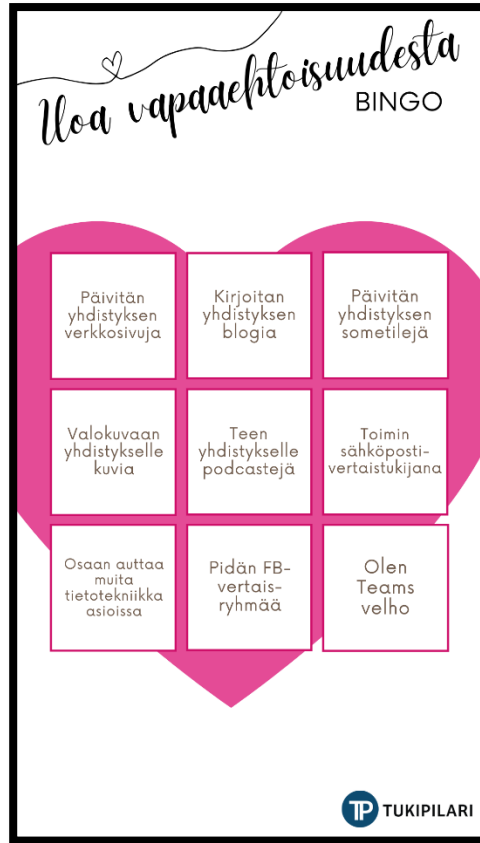 Iloa vapaaehtoisuudesta
BINGO
Päivitän
yhdistyksen
verkkosivuja
Kirjoitan
yhdistyksen
blogia
Päivitän
yhdistyksen
sometilejä
Valokuvaan
yhdistykselle
kuvia
Teen
yhdistykselle
podcastejä
Toimin
sähköposti-
vertaistukijana
Osaan auttaa
muita
tietotekniikka
asioissa
Pidän FB-
vertais-
ryhmää
Olen
Teams
velho
TP TUKIPILARI